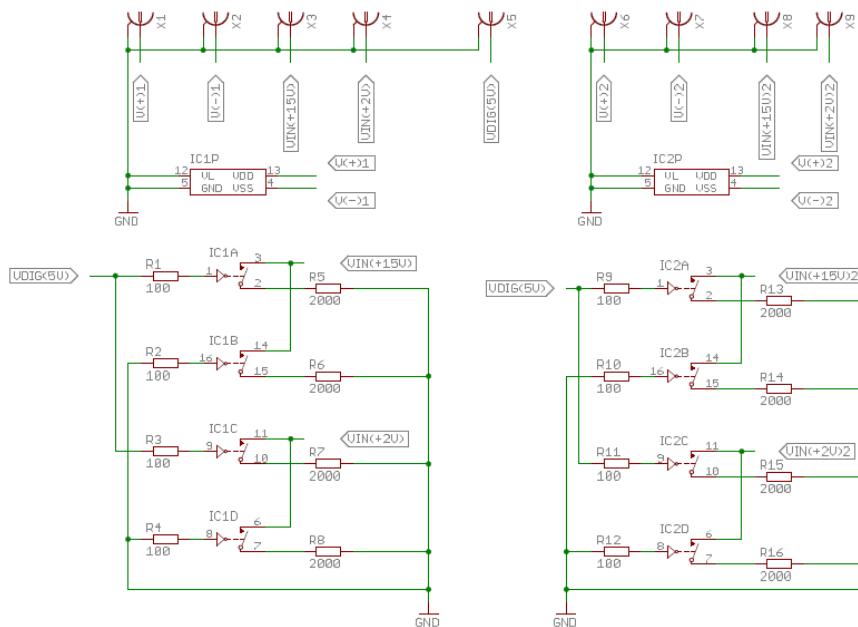 X1 X2 X3 X4 X5 X6 X7 X8 X9
V(+)1 V(-)1 VIN(+15V) VIN(+2V) VDIG(5V) V(+)2 V(-)2 VIN(+15V)2 VIN(+2V)2
IC1P V(+)1 IC2P V(+)2
12 VL VDD 13 12 VL VDD 13
5 GND VSS 4 5 GND VSS 4
V(-)1 V(-)2
GND GND
IC1A 3 VIN(+15V) IC2A 3 VIN(+15V)2
VDIG(5V) R1 1 2 R5 VDIG(5V) R9 1 2 R13
100 2000 100 2000
IC1B 14 IC2B 14
R2 16 15 R6 R10 16 15 R14
100 2000 100 2000
IC1C 11 VIN(+2V) IC2C 11 VIN(+2V)2
R3 9 10 R7 R11 9 10 R15
100 2000 100 2000
IC1D 6 IC2D 6
R4 8 7 R8 R12 8 7 R16
100 2000 100 2000
GND GND